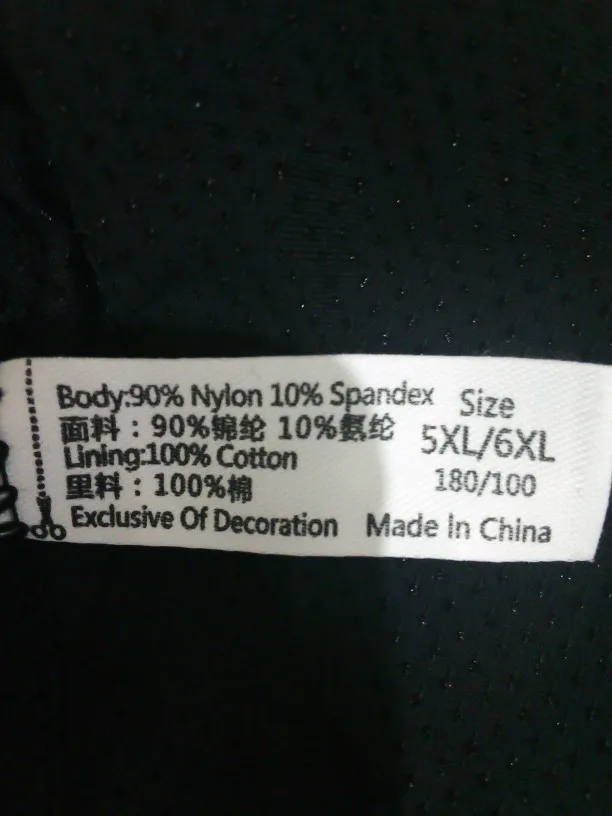 Body:90% Nylon 10% Spandex
面料：90%锦纶 10%氨纶
Lining:100% Cotton
里料：100%棉
Exclusive Of Decoration
Size
5XL/6XL
180/100
Made In China